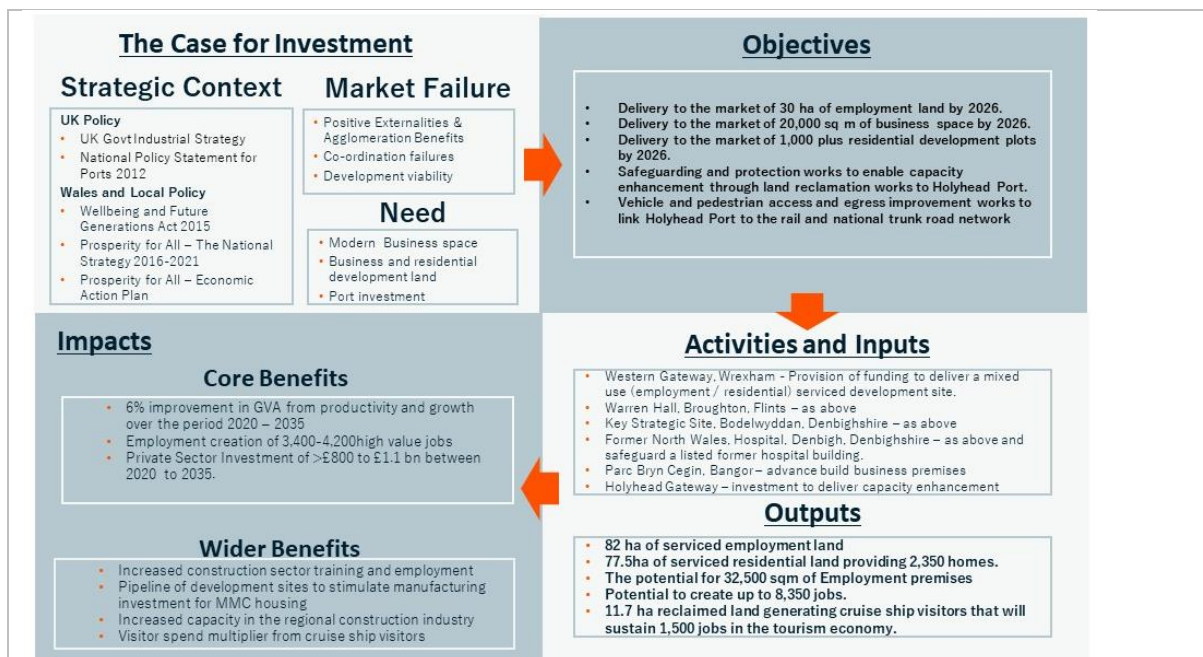 The Case for Investment
Strategic Context
UK Policy
• UK Govt Industrial Strategy
• National Policy Statement for
Ports 2012
Wales and Local Policy
• Wellbeing and Future
Generations Act 2015
• Prosperity for All – The National
Strategy 2016-2021
• Prosperity for All – Economic
Action Plan
Market Failure
• Positive Externalities &
Agglomeration Benefits
• Co-ordination failures
• Development viability
Need
• Modern Business space
• Business and residential
development land
• Port investment
Objectives
• Delivery to the market of 30 ha of employment land by 2026.
• Delivery to the market of 20,000 sq m of business space by 2026.
• Delivery to the market of 1,000 plus residential development plots
by 2026.
• Safeguarding and protection works to enable capacity
enhancement through land reclamation works to Holyhead Port.
• Vehicle and pedestrian access and egress improvement works to
link Holyhead Port to the rail and national trunk road network
Activities and Inputs
• Western Gateway, Wrexham - Provision of funding to deliver a mixed
use (employment / residential) serviced development site.
• Warren Hall, Broughton, Flints – as above
• Key Strategic Site, Bodelwyddan, Denbighshire – as above
• Former North Wales, Hospital, Denbigh, Denbighshire – as above and
safeguard a listed former hospital building.
• Parc Bryn Cegin, Bangor – advance build business premises
• Holyhead Gateway – investment to deliver capacity enhancement
Outputs
• 82 ha of serviced employment land
• 77.5ha of serviced residential land providing 2,350 homes.
• The potential for 32,500 sqm of Employment premises
• Potential to create up to 8,350 jobs.
• 11.7 ha reclaimed land generating cruise ship visitors that will
sustain 1,500 jobs in the tourism economy.
Impacts
Core Benefits
• 6% improvement in GVA from productivity and growth
over the period 2020 – 2035
• Employment creation of 3,400-4,200high value jobs
• Private Sector Investment of >£800 to £1.1 bn between
2020 to 2035.
Wider Benefits
• Increased construction sector training and employment
• Pipeline of development sites to stimulate manufacturing
investment for MMC housing
• Increased capacity in the regional construction industry
• Visitor spend multiplier from cruise ship visitors